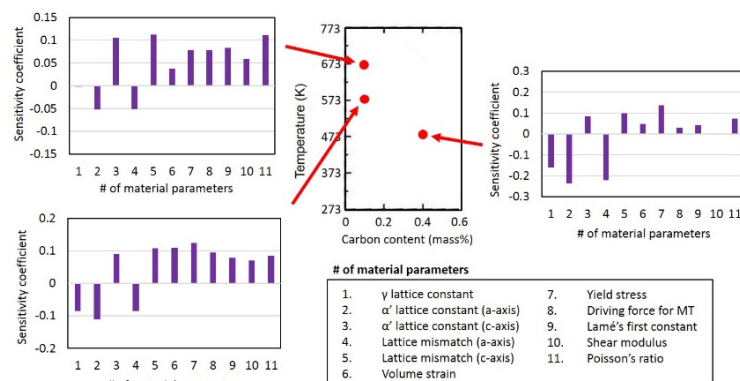 0.15
0.1
0.05
0
-0.05
-0.1
-0.15
Sensitivity coefficient
1 2 3 4 5 6 7 8 9 10 11
# of material parameters
773
673
573
473
373
273
Temperature (K)
0 0.2 0.4 0.6
Carbon content (mass%)
0.3
0.2
0.1
0
-0.1
-0.2
-0.3
Sensitivity coefficient
1 2 3 4 5 6 7 8 9 10 11
# of material parameters
0.2
0.1
0
-0.1
-0.2
Sensitivity coefficient
1 2 3 4 5 6 7 8 9 10 11
# of material parameters
1. γ lattice constant
2. α’ lattice constant (a-axis)
3. α’ lattice constant (c-axis)
4. Lattice mismatch (a-axis)
5. Lattice mismatch (c-axis)
6. Volume strain
7. Yield stress
8. Driving force for MT
9. Lamé’s first constant
10. Shear modulus
11. Poisson’s ratio